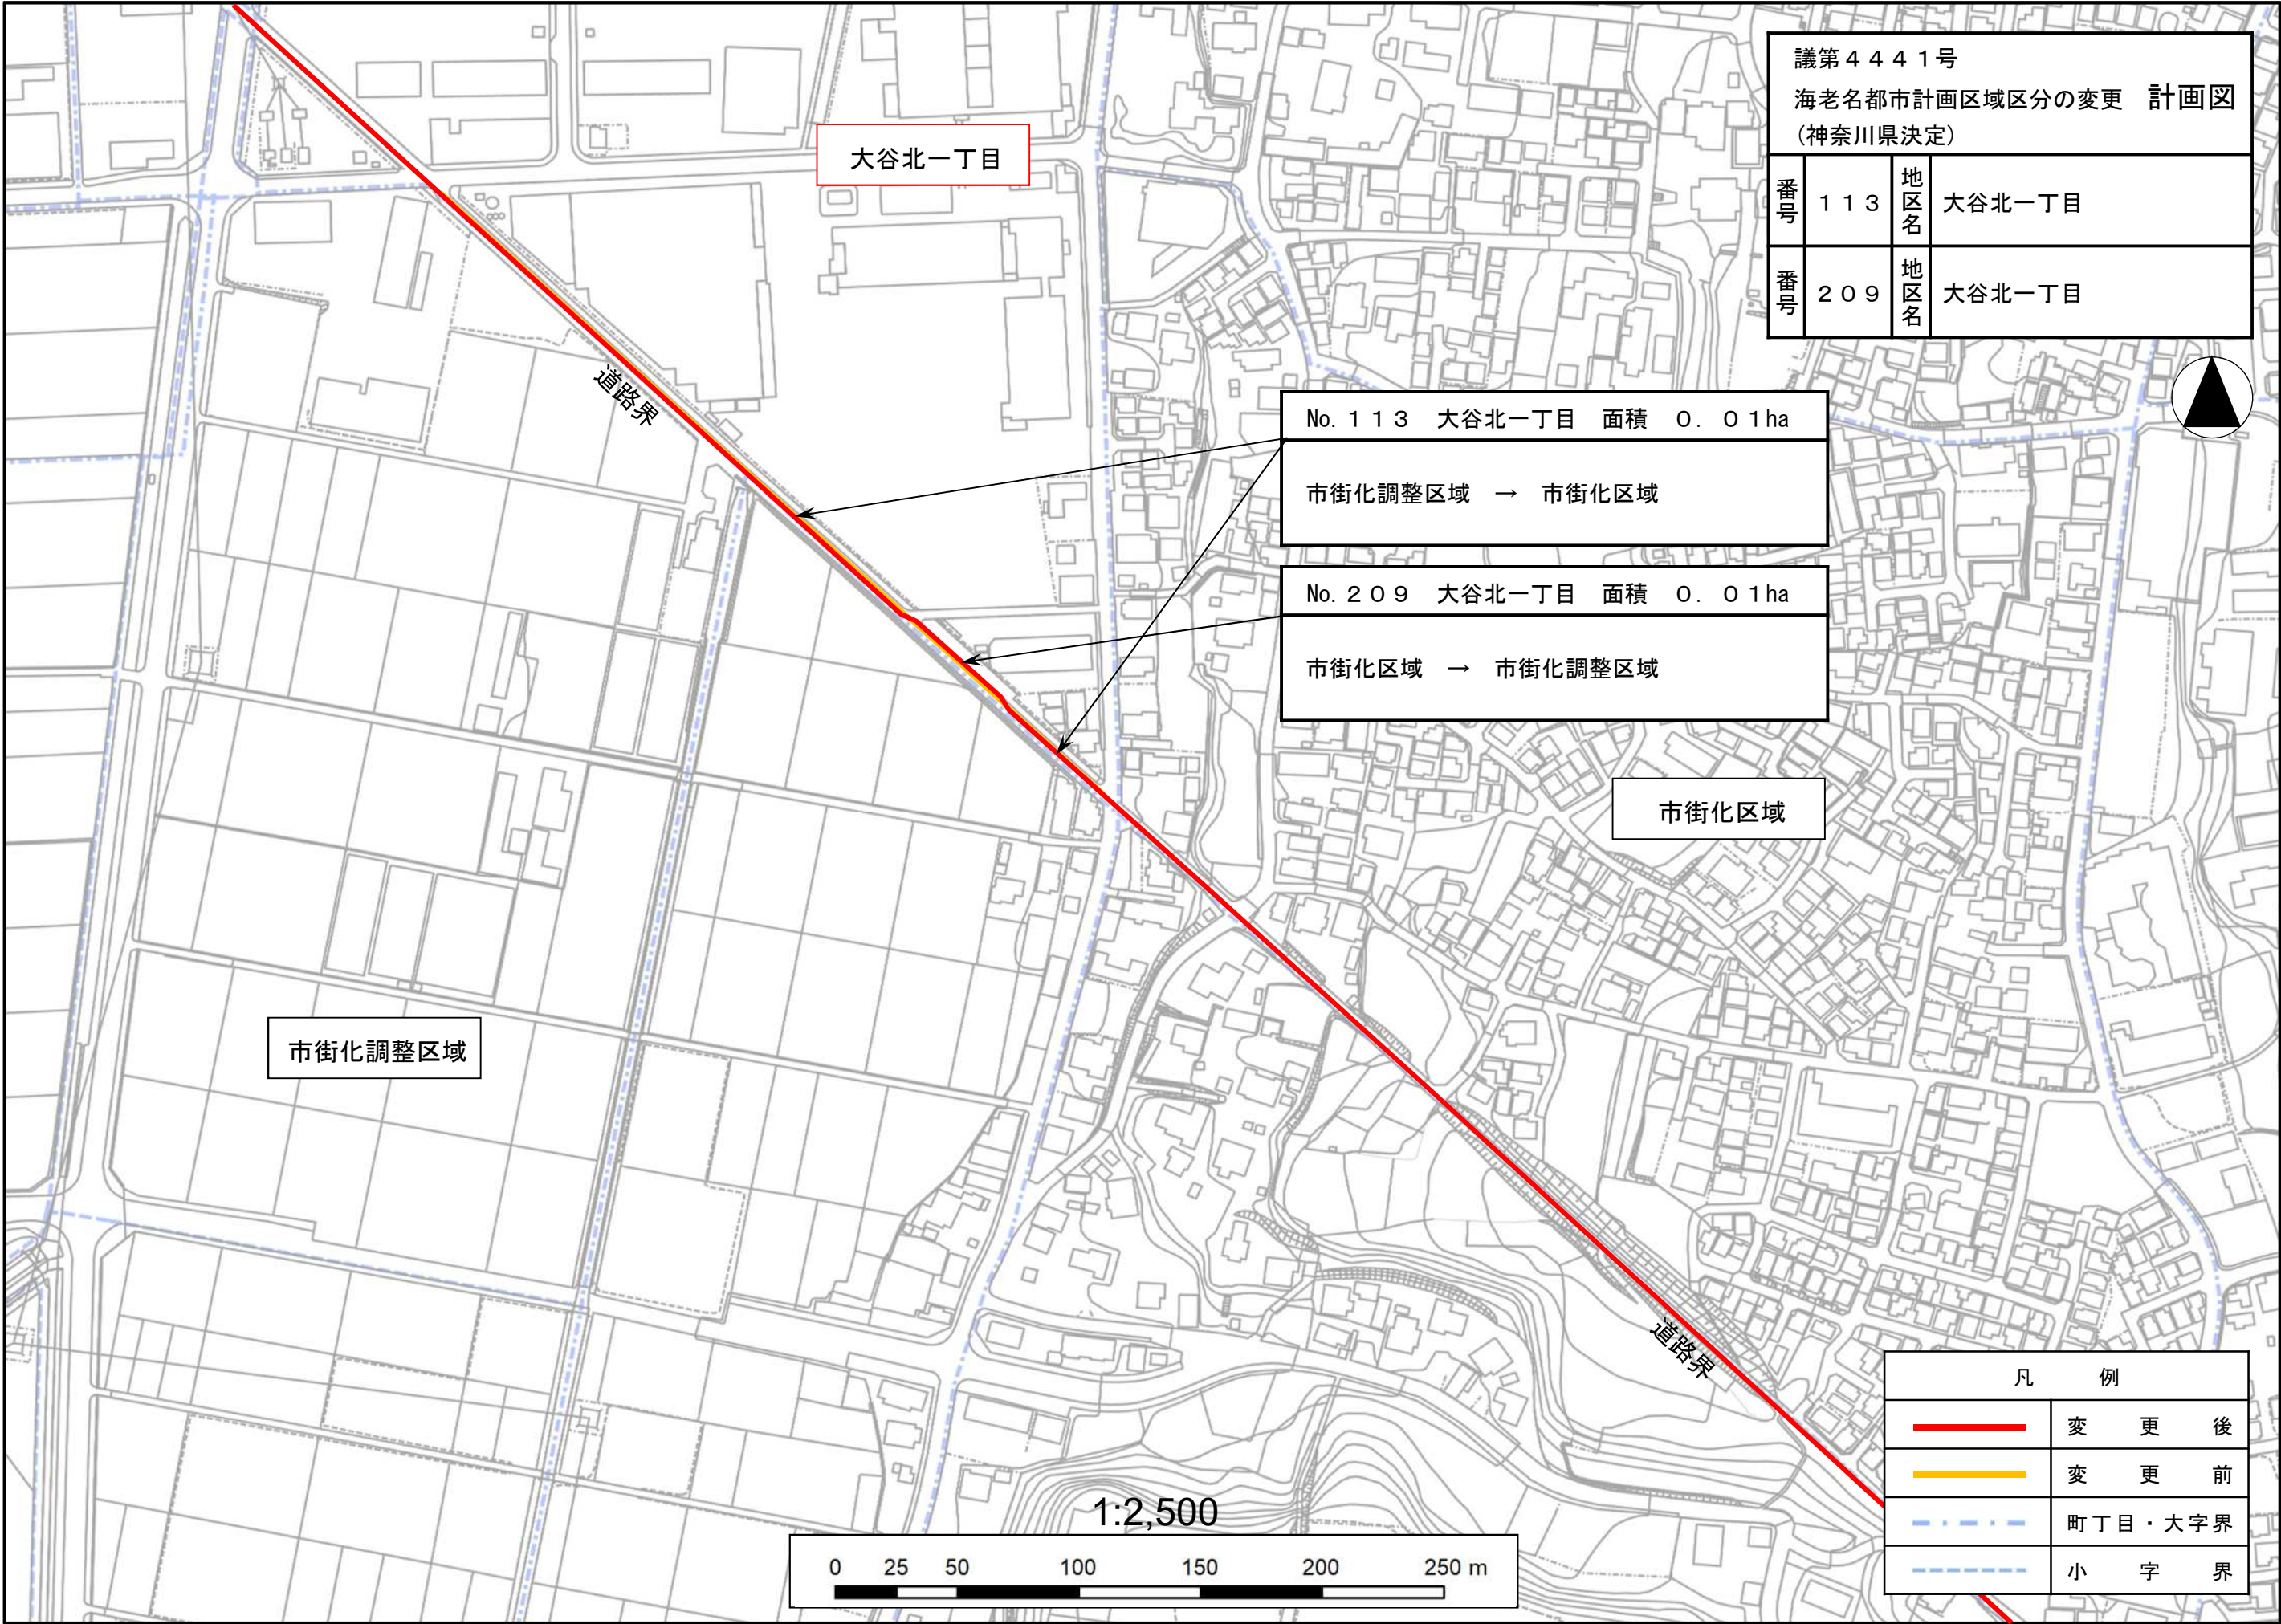 議第４４４１号
海老名都市計画区域区分の変更　計画図
（神奈川県決定）
番号　１１３　地区名　大谷北一丁目
番号　２０９　地区名　大谷北一丁目
大谷北一丁目
道路界
No.１１３　大谷北一丁目　面積　０．０１ha
市街化調整区域　→　市街化区域
No.２０９　大谷北一丁目　面積　０．０１ha
市街化区域　→　市街化調整区域
市街化区域
市街化調整区域
道路界
凡　例
変　更　後
変　更　前
町丁目・大字界
小　字　界
1:2,500
0 25 50 100 150 200 250 m